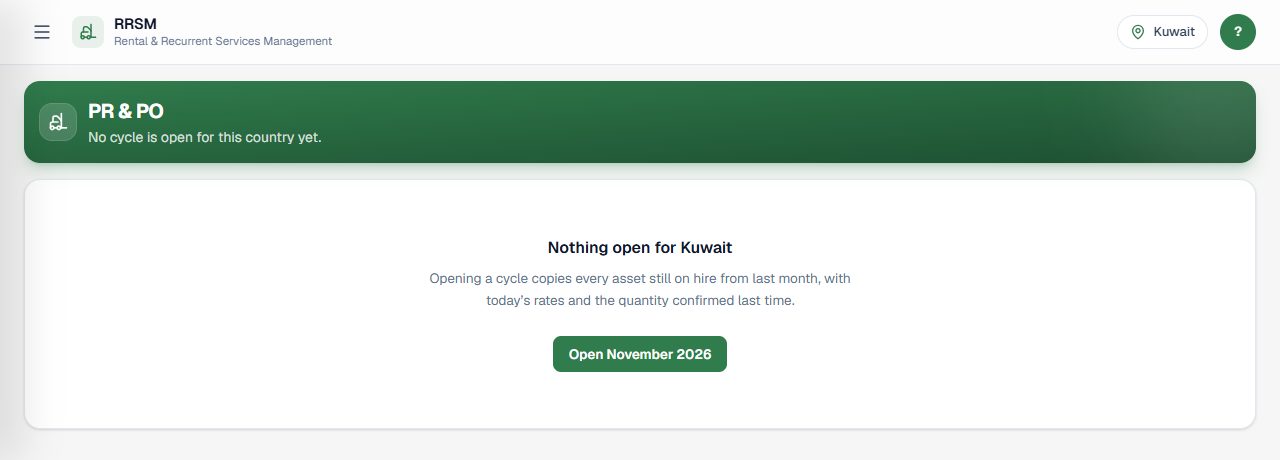 RRSM
Rental & Recurrent Services Management
Kuwait
?
PR & PO
No cycle is open for this country yet.
Nothing open for Kuwait
Opening a cycle copies every asset still on hire from last month, with
today's rates and the quantity confirmed last time.
Open November 2026